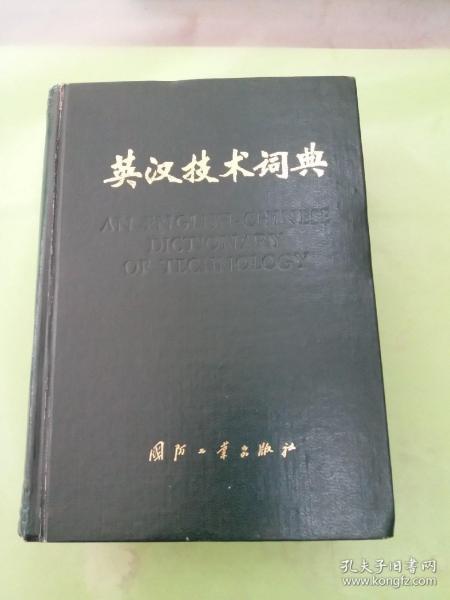 英汉技术词典
AN ENGLISH-CHINESE
DICTIONARY
OF TECHNOLOGY
国防工业出版社
孔夫子旧书网
www.kongfz.com